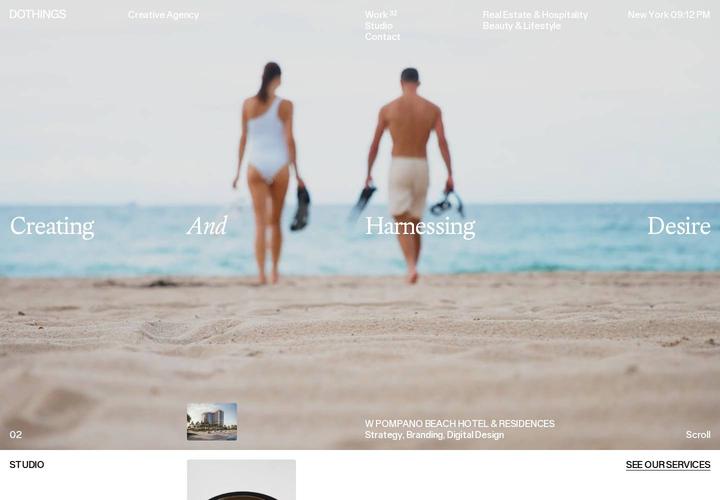 DOTHINGS
Creative Agency
Work 32
Studio
Contact
Real Estate & Hospitality
Beauty & Lifestyle
New York 09:12 PM
Creating And Harnessing Desire
02
W POMPANO BEACH HOTEL & RESIDENCES
Strategy, Branding, Digital Design
Scroll
STUDIO
SEE OUR SERVICES